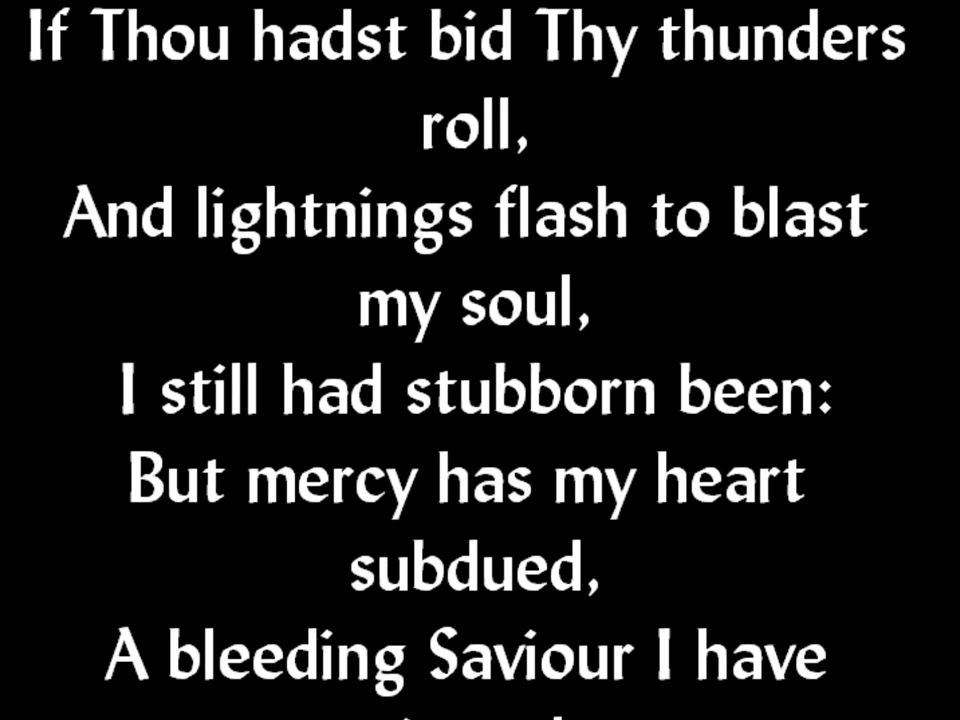 If Thou hadst bid Thy thunders
roll,
And lightnings flash to blast
my soul,
I still had stubborn been:
But mercy has my heart
subdued,
A bleeding Saviour I have